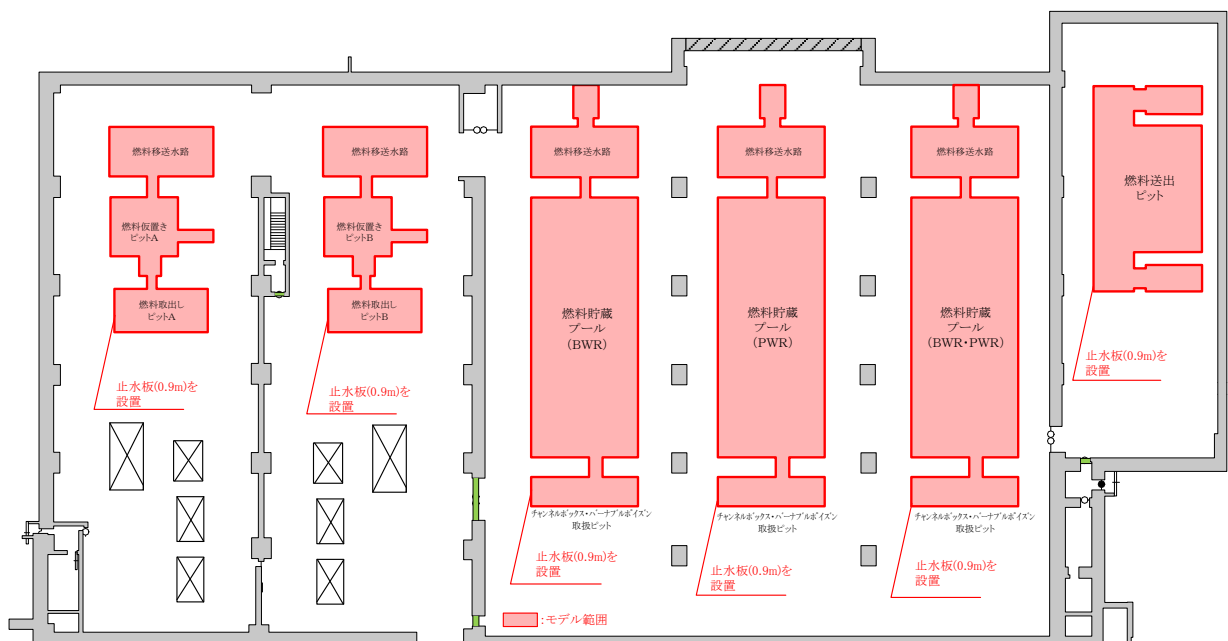 燃料移送水路
燃料移送水路
燃料移送水路
燃料移送水路
燃料移送水路
燃料仮置き
ピットA
燃料仮置き
ピットB
燃料送出
ピット
燃料取出し
ピットA
燃料取出し
ピットB
燃料貯蔵
プール
(BWR)
燃料貯蔵
プール
(PWR)
燃料貯蔵
プール
(BWR・PWR)
止水板(0.9m)を
設置
止水板(0.9m)を
設置
止水板(0.9m)を
設置
チャンネルボックス・バーナブルポイズン
取扱ピット
チャンネルボックス・バーナブルポイズン
取扱ピット
チャンネルボックス・バーナブルポイズン
取扱ピット
止水板(0.9m)を
設置
止水板(0.9m)を
設置
止水板(0.9m)を
設置
:モデル範囲